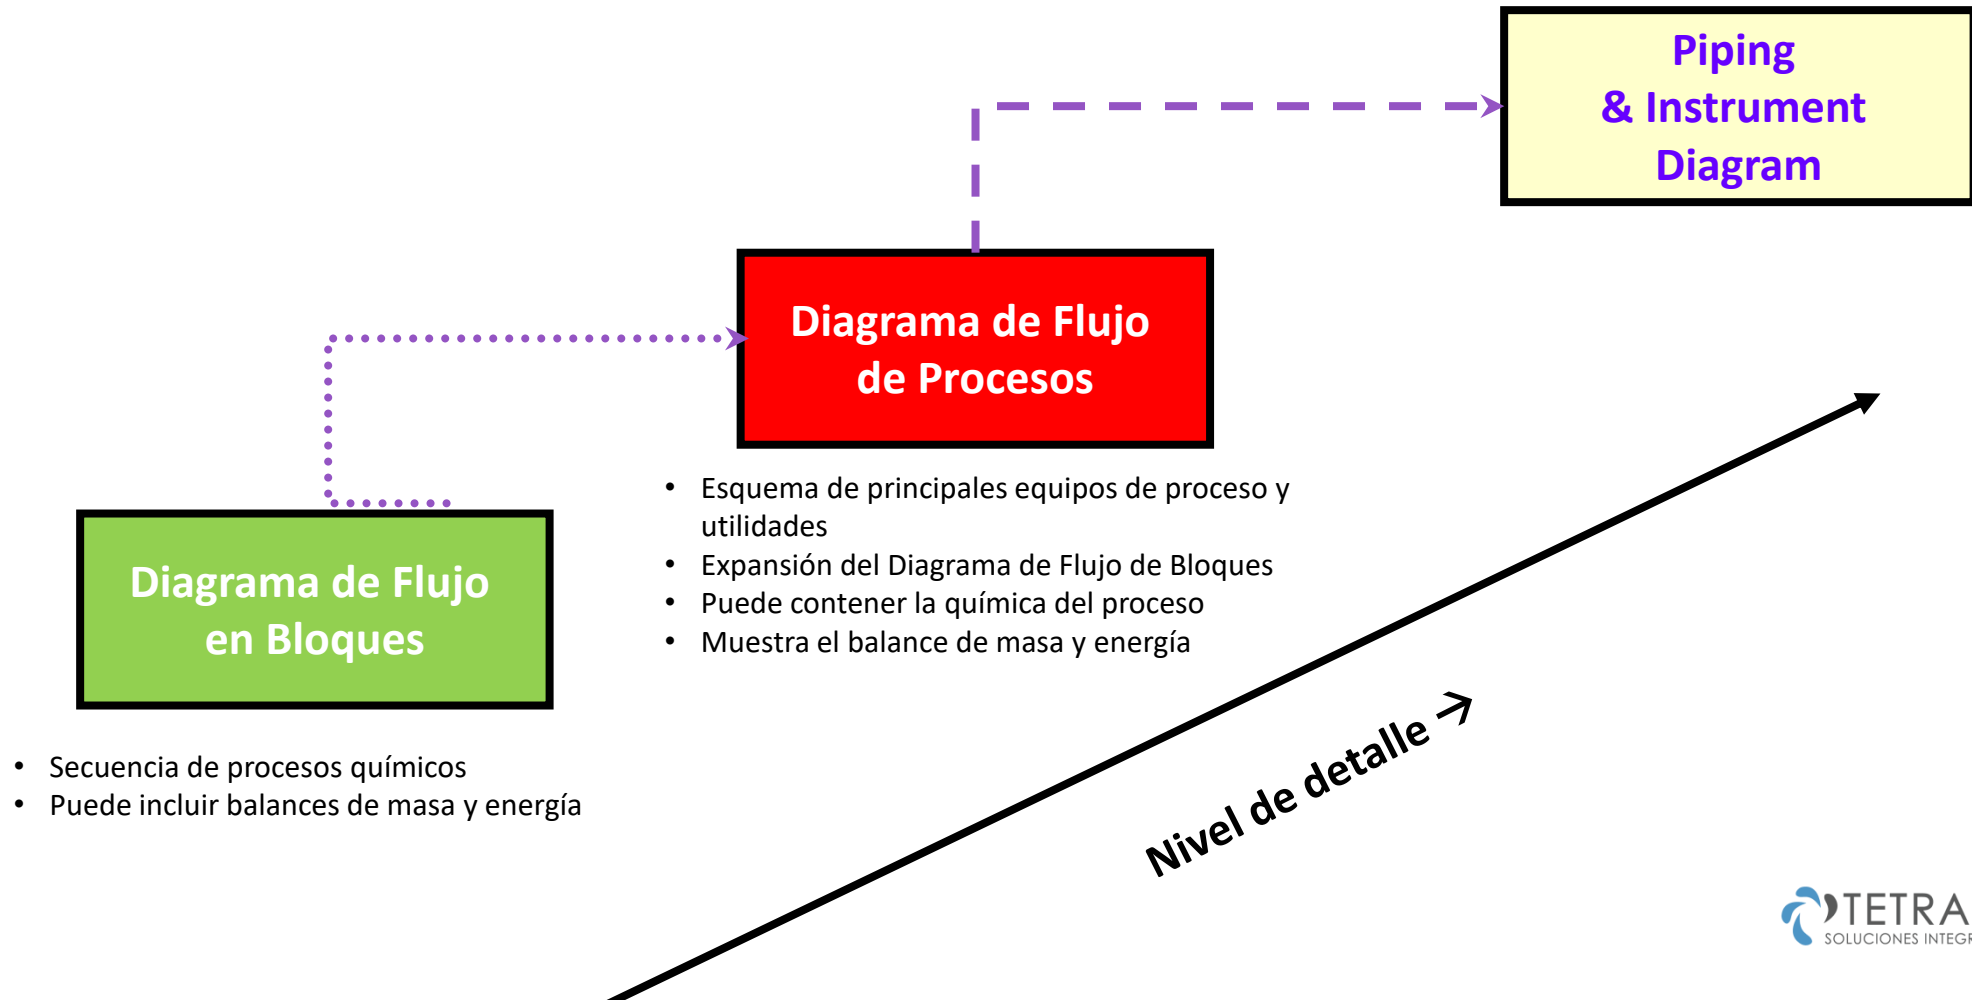 Piping
& Instrument
Diagram
Diagrama de Flujo
de Procesos
• Esquema de principales equipos de proceso y
utilidades
• Expansión del Diagrama de Flujo de Bloques
• Puede contener la química del proceso
• Muestra el balance de masa y energía
Diagrama de Flujo
en Bloques
• Secuencia de procesos químicos
• Puede incluir balances de masa y energía
Nivel de detalle →
TETRA
SOLUCIONES INTEGR